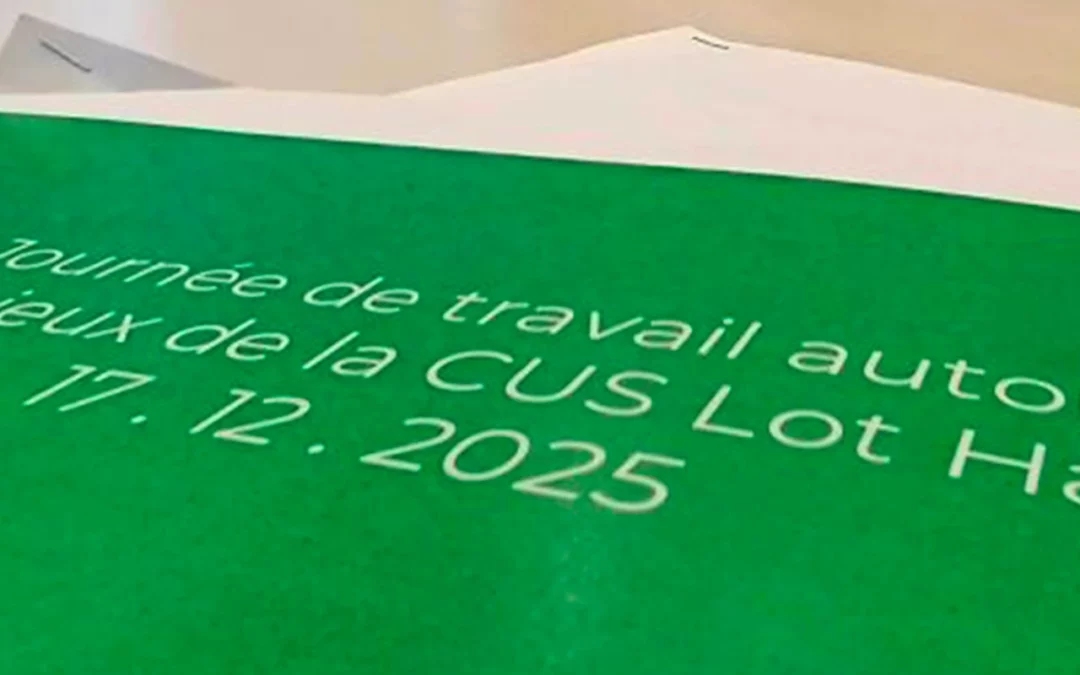 Journée de travail auto
ieux de la CUS Lot Ha
17. 12. 2025